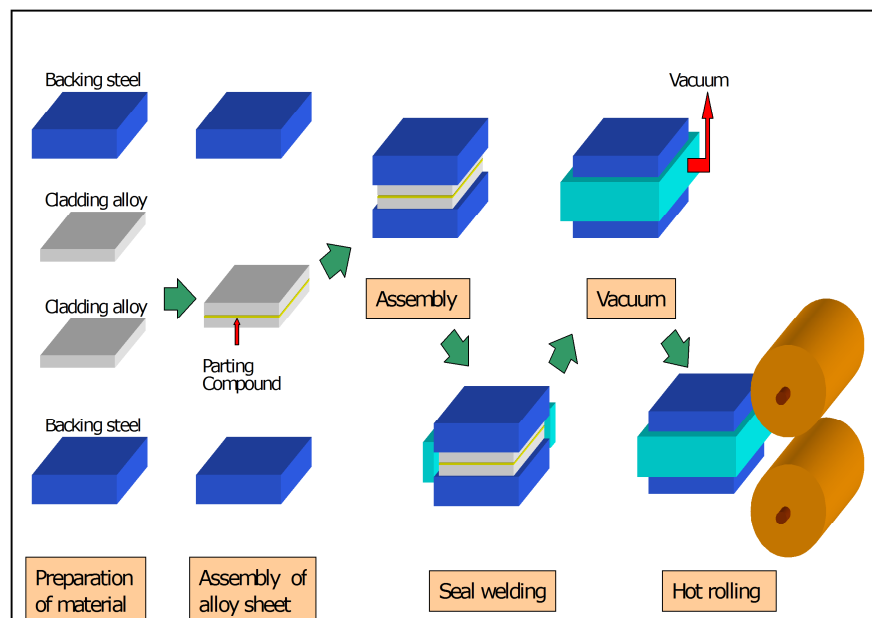 Backing steel
Vacuum
Cladding alloy
Cladding alloy
Assembly
Vacuum
Parting
Compound
Backing steel
Preparation
of material
Assembly of
alloy sheet
Seal welding
Hot rolling